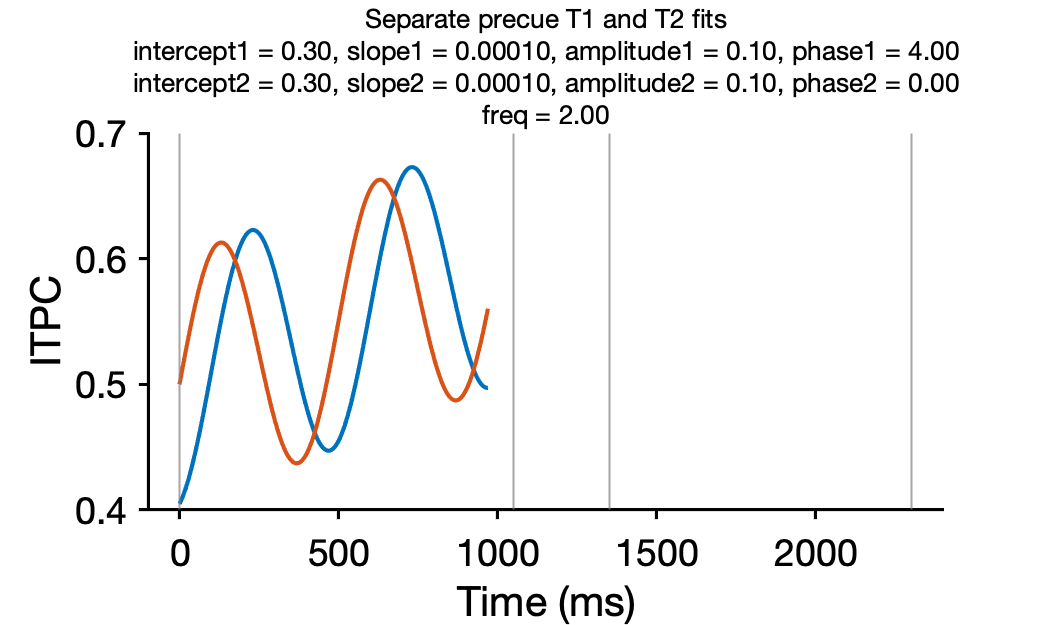 Separate precue T1 and T2 fits
intercept1 = 0.30, slope1 = 0.00010, amplitude1 = 0.10, phase1 = 4.00
intercept2 = 0.30, slope2 = 0.00010, amplitude2 = 0.10, phase2 = 0.00
freq = 2.00
0.7
0.6
0.5
0.4
ITPC
0
500
1000
1500
2000
Time (ms)